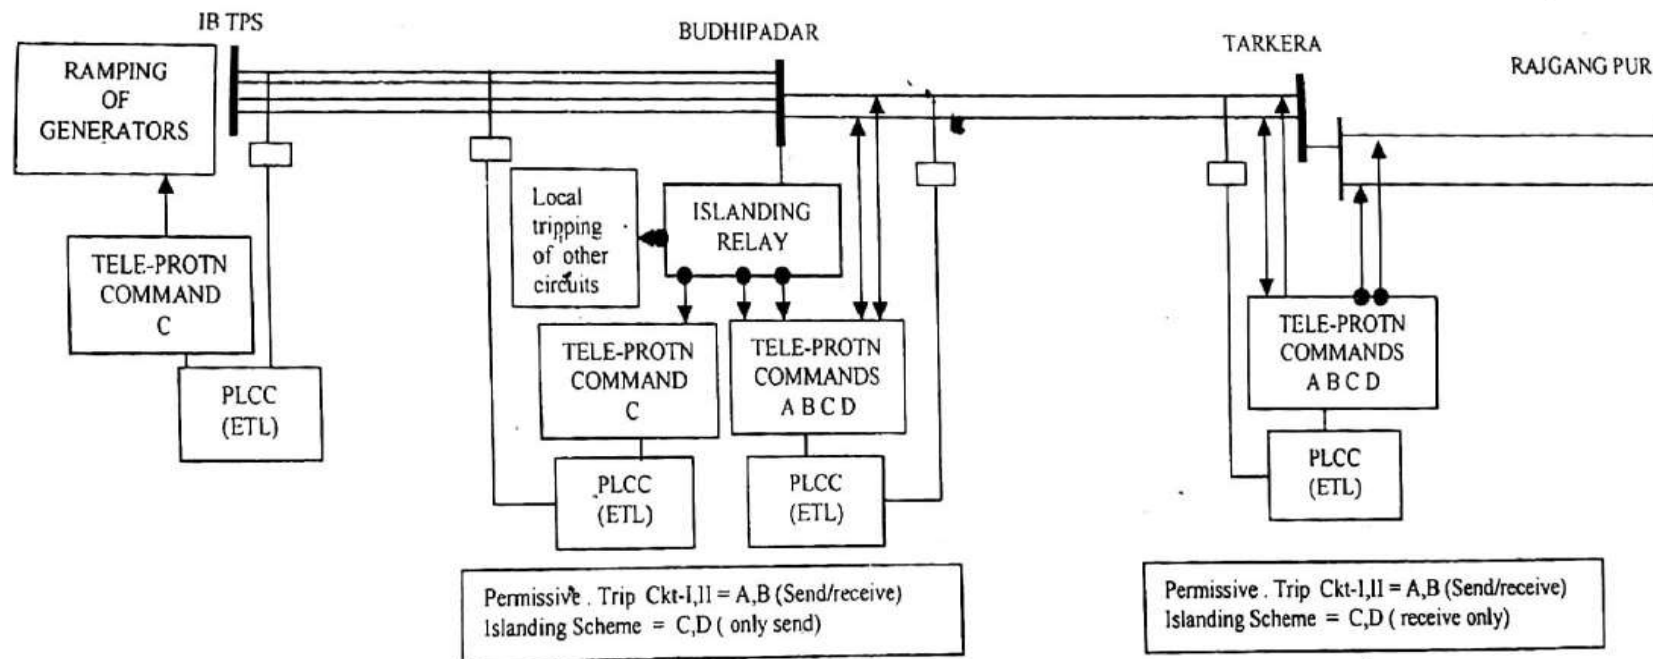 IB TPS
BUDHIPADAR
TARKERA
RAJGANG PUR
RAMPING
OF
GENERATORS
TELE-PROTN
COMMAND
C
PLCC
(ETL)
Local
tripping
of other
circuits
ISLANDING
RELAY
TELE-PROTN
COMMAND
C
TELE-PROTN
COMMANDS
A B C D
PLCC
(ETL)
PLCC
(ETL)
TELE-PROTN
COMMANDS
A B C D
PLCC
(ETL)
Permissive . Trip Ckt-I,II = A,B (Send/receive)
Islanding Scheme = C,D ( only send)
Permissive . Trip Ckt-I,II = A,B (Send/receive)
Islanding Scheme = C,D ( receive only)